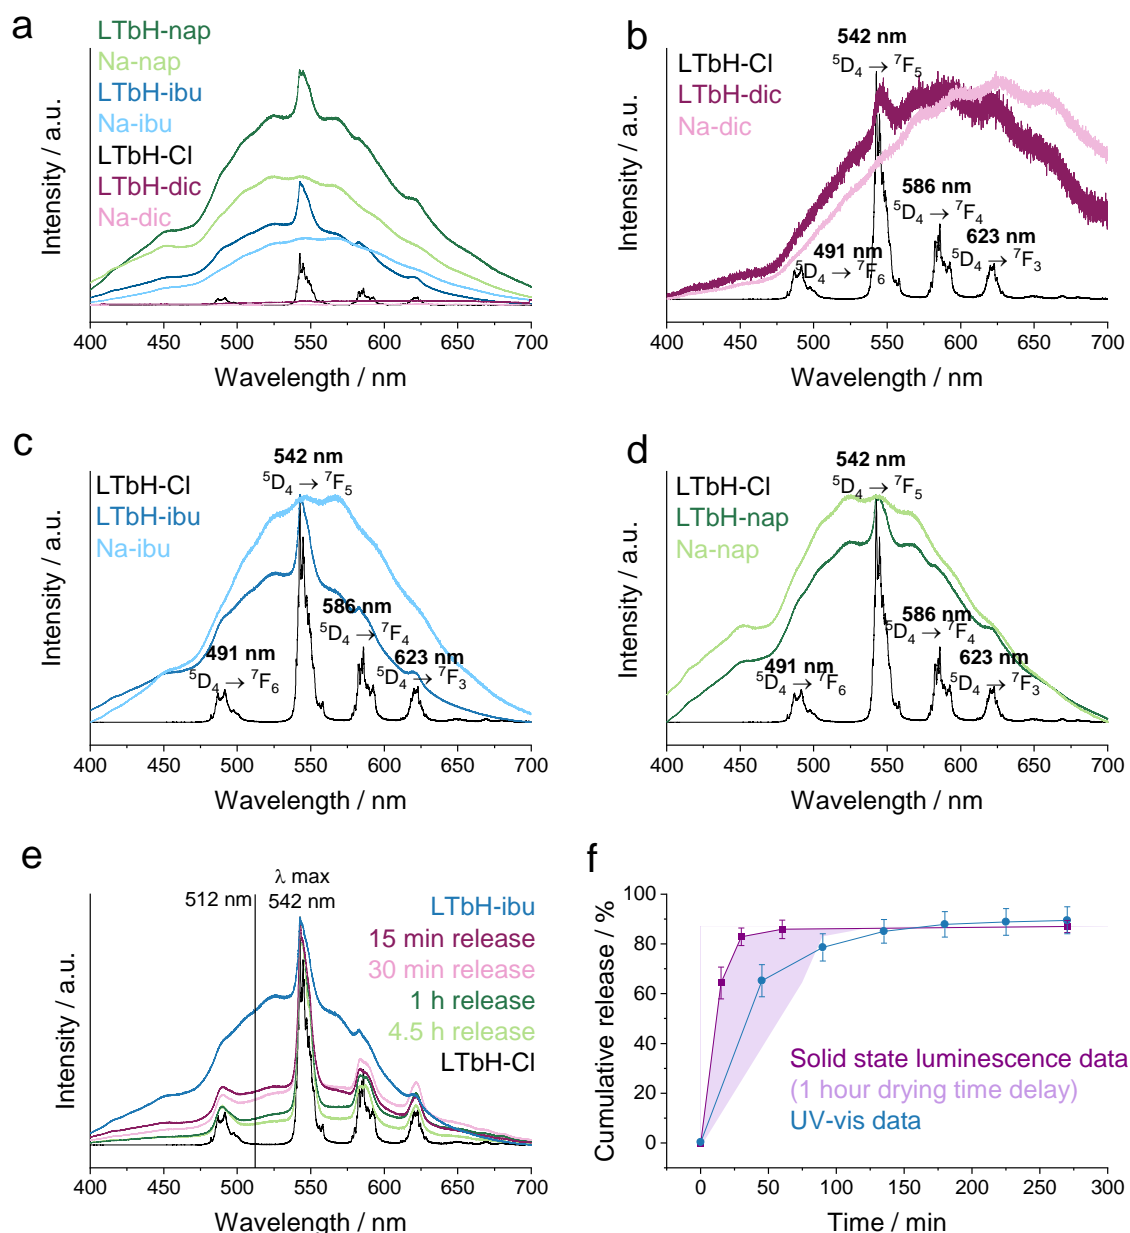 a
LTbH-nap
Na-nap
LTbH-ibu
Na-ibu
LTbH-Cl
LTbH-dic
Na-dic
Intensity / a.u.
400 450 500 550 600 650 700
Wavelength / nm
b
542 nm
⁵D₄ → ⁷F₅
LTbH-Cl
LTbH-dic
Na-dic
586 nm
⁵D₄ → ⁷F₄
491 nm
⁵D₄ → ⁷F₆
623 nm
⁵D₄ → ⁷F₃
Intensity / a.u.
400 450 500 550 600 650 700
Wavelength / nm
c
542 nm
⁵D₄ → ⁷F₅
LTbH-Cl
LTbH-ibu
Na-ibu
586 nm
⁵D₄ → ⁷F₄
491 nm
⁵D₄ → ⁷F₆
623 nm
⁵D₄ → ⁷F₃
Intensity / a.u.
400 450 500 550 600 650 700
Wavelength / nm
d
542 nm
⁵D₄ → ⁷F₅
LTbH-Cl
LTbH-nap
Na-nap
586 nm
⁵D₄ → ⁷F₄
491 nm
⁵D₄ → ⁷F₆
623 nm
⁵D₄ → ⁷F₃
Intensity / a.u.
400 450 500 550 600 650 700
Wavelength / nm
e
512 nm
λ max
542 nm
LTbH-ibu
15 min release
30 min release
1 h release
4.5 h release
LTbH-Cl
Intensity / a.u.
400 450 500 550 600 650 700
Wavelength / nm
f
100
80
60
40
20
0
Cumulative release / %
Solid state luminescence data
(1 hour drying time delay)
UV-vis data
0 50 100 150 200 250 300
Time / min